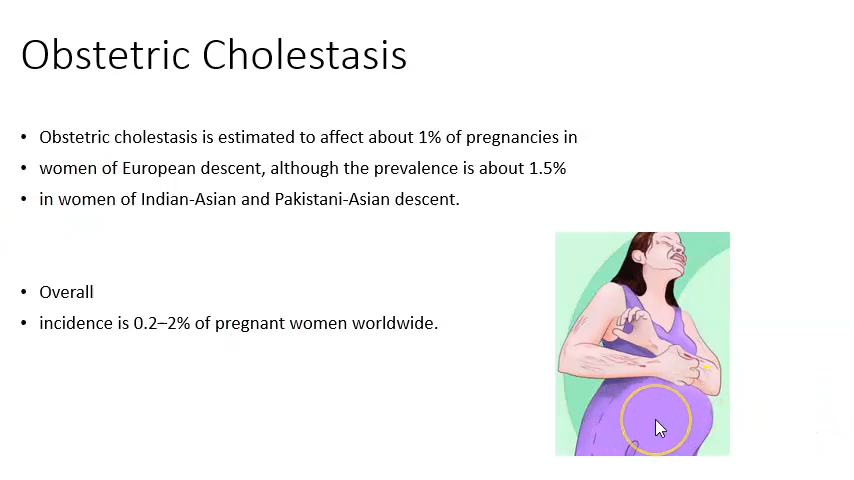 Obstetric Cholestasis
• Obstetric cholestasis is estimated to affect about 1% of pregnancies in
• women of European descent, although the prevalence is about 1.5%
• in women of Indian-Asian and Pakistani-Asian descent.
• Overall
• incidence is 0.2–2% of pregnant women worldwide.